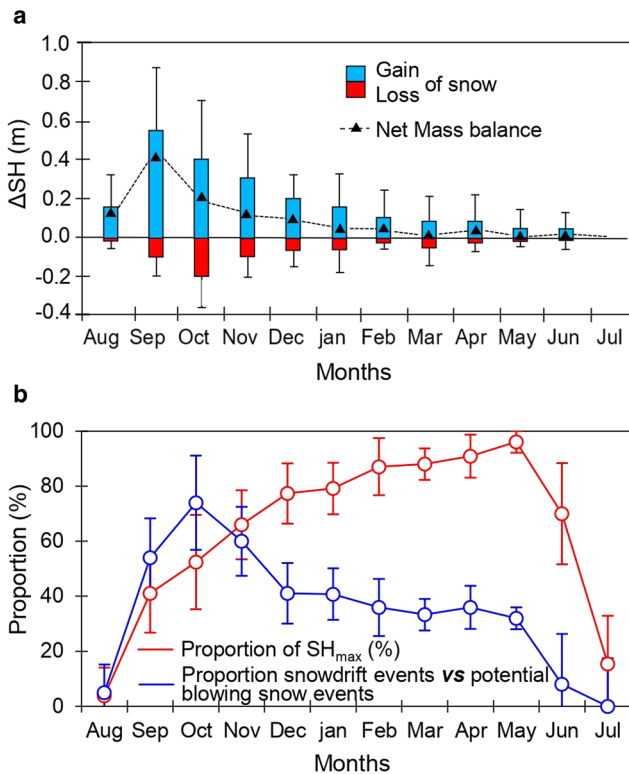 a
1.0
0.8
0.6
0.4
0.2
0.0
-0.2
-0.4
ΔSH (m)
Gain
Loss
of snow
Net Mass balance
Aug Sep Oct Nov Dec jan Feb Mar Apr May Jun Jul
Months
b
100
80
60
40
20
0
Proportion (%)
Proportion of SHmax (%)
Proportion snowdrift events vs potential
blowing snow events
Aug Sep Oct Nov Dec jan Feb Mar Apr May Jun Jul
Months